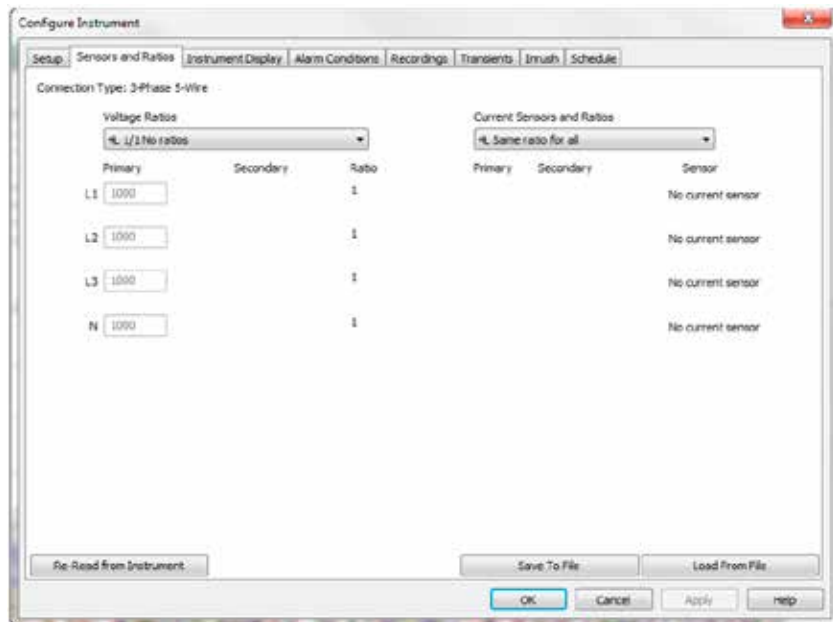 Configure Instrument
Setup Sensors and Ratios Instrument Display Alarm Conditions Recordings Transients Inrush Schedule
Connection Type: 3-Phase 5-Wire
Voltage Ratios Current Sensors and Ratios
4L 1/1 No ratios 4L Same ratio for all
Primary Secondary Ratio Primary Secondary Sensor
L1 1000 1 No current sensor
L2 1000 1 No current sensor
L3 1000 1 No current sensor
N 1000 1 No current sensor
Re-Read from Instrument Save To File Load From File
OK Cancel Apply Help